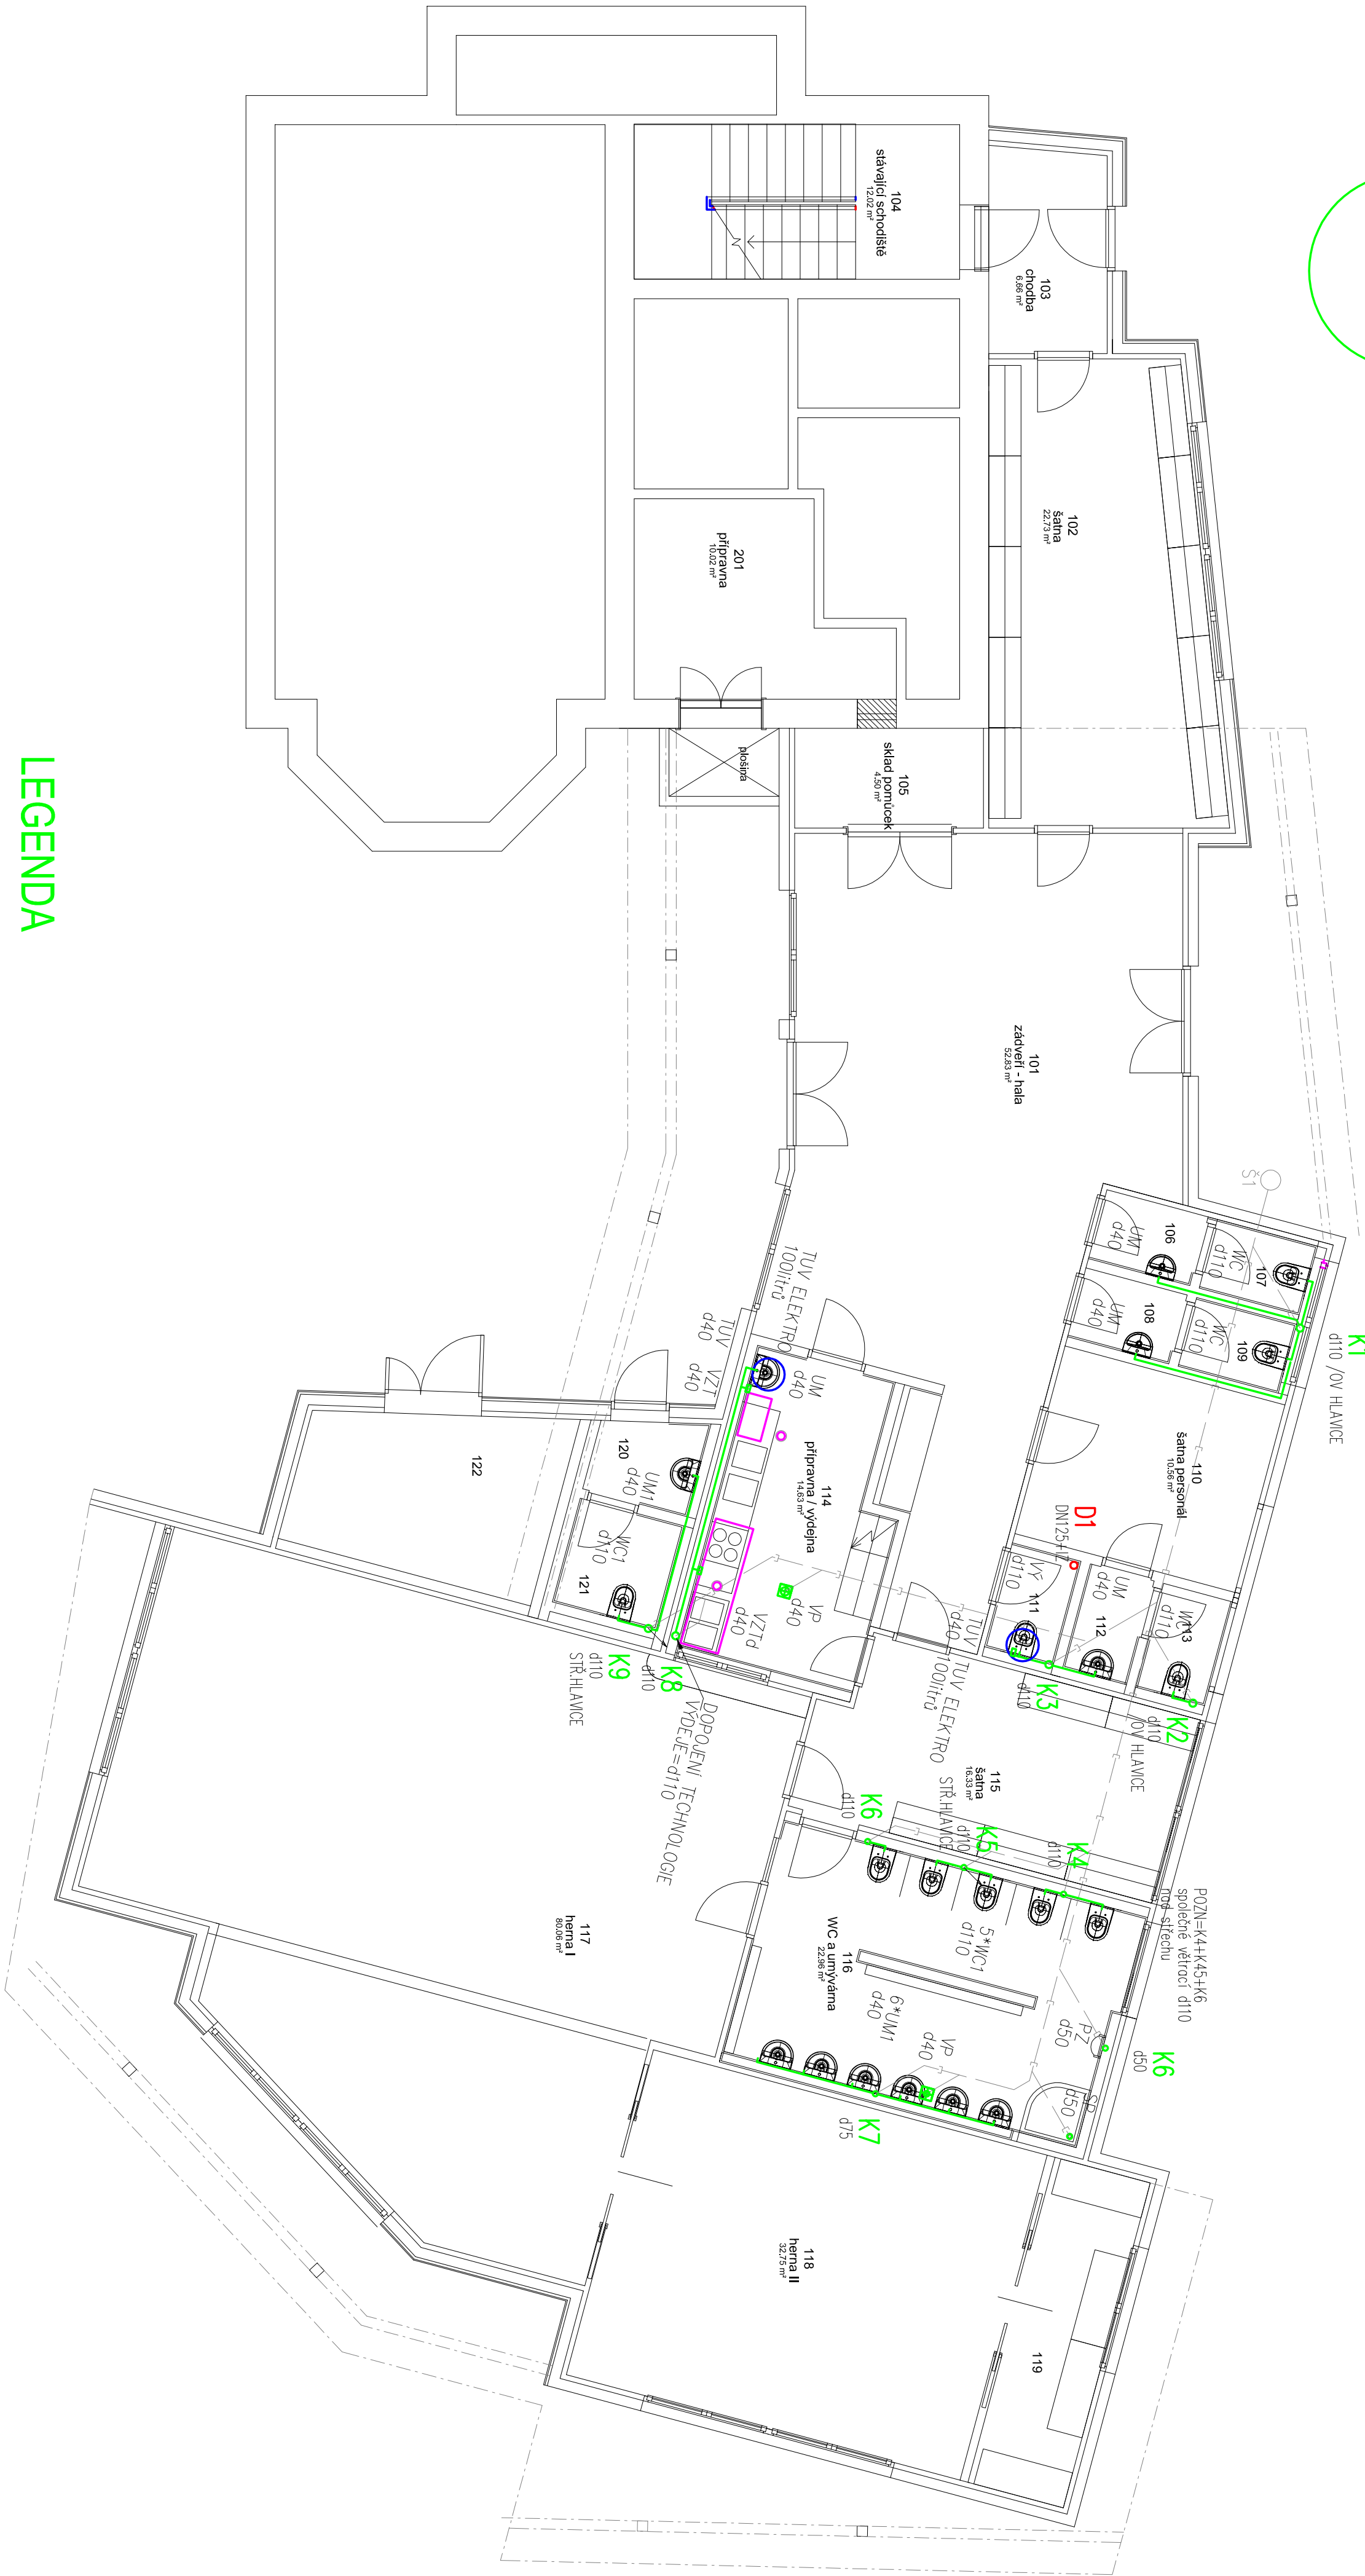 104
stávající schodiště
12.02 m²
103
chodba
6.66 m²
102
šatna
22.73 m²
201
přípravna
10.02 m²
plošina
105
sklad pomůcek
4.50 m²
101
zádveří - hala
52.83 m²
Š1
K1
d110 /OV HLAVICE
106
UM
d40
107
WC
d110
108
UM
d40
109
WC
d110
110
šatna personál
10.56 m²
D1
DN125+IZ
111
VÝ
d110
112
UM
d40
113
WC
d110
K2
d110
OV HLAVICE
K3
d110
TUV
d40
TUV ELEKTRO
100litrů
TUV ELEKTRO
100litrů
TUV
d40
VZT
d40
UM
d40
114
přípravna / výdejna
14,63 m²
VP
d40
VZTd
d40
120
UM1
d40
121
WC1
d110
122
K8
d110
K9
d110
STŘ.HLAVICE
DOPOJENÍ TECHNOLOGIE
VÝDEJE=d110
115
šatna
16.33 m²
K4
d110
K5
d110
STŘ.HLAVICE
K6
d110
POZN=K4+K45+K6
společné větrací d110
nad střechu
116
WC a umývárna
22.96 m²
5*WC1
d110
6*UM1
d40
VP
d40
PZ
d50
SP
d50
K6
d50
K7
d75
117
herna I
80.06 m²
118
herna II
32.75 m²
119
LEGENDA